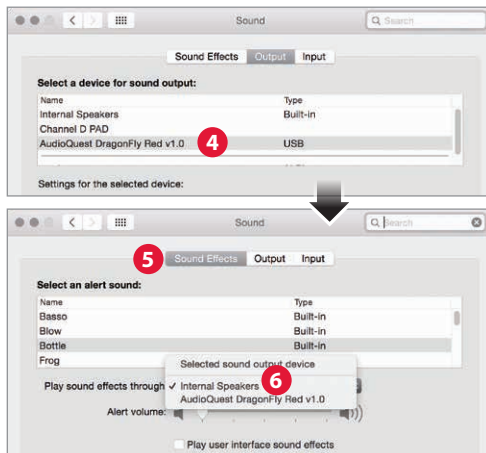 Sound
Search
Sound Effects Output Input
Select a device for sound output:
Name Type
Internal Speakers Built-in
Channel D PAD
AudioQuest DragonFly Red v1.0 4 USB
Settings for the selected device:
Sound
Search
5 Sound Effects Output Input
Select an alert sound:
Name Type
Basso Built-in
Blow Built-in
Bottle Built-in
Frog
Selected sound output device
Play sound effects through ✓ Internal Speakers 6
AudioQuest DragonFly Red v1.0
Alert volume:
Play user interface sound effects